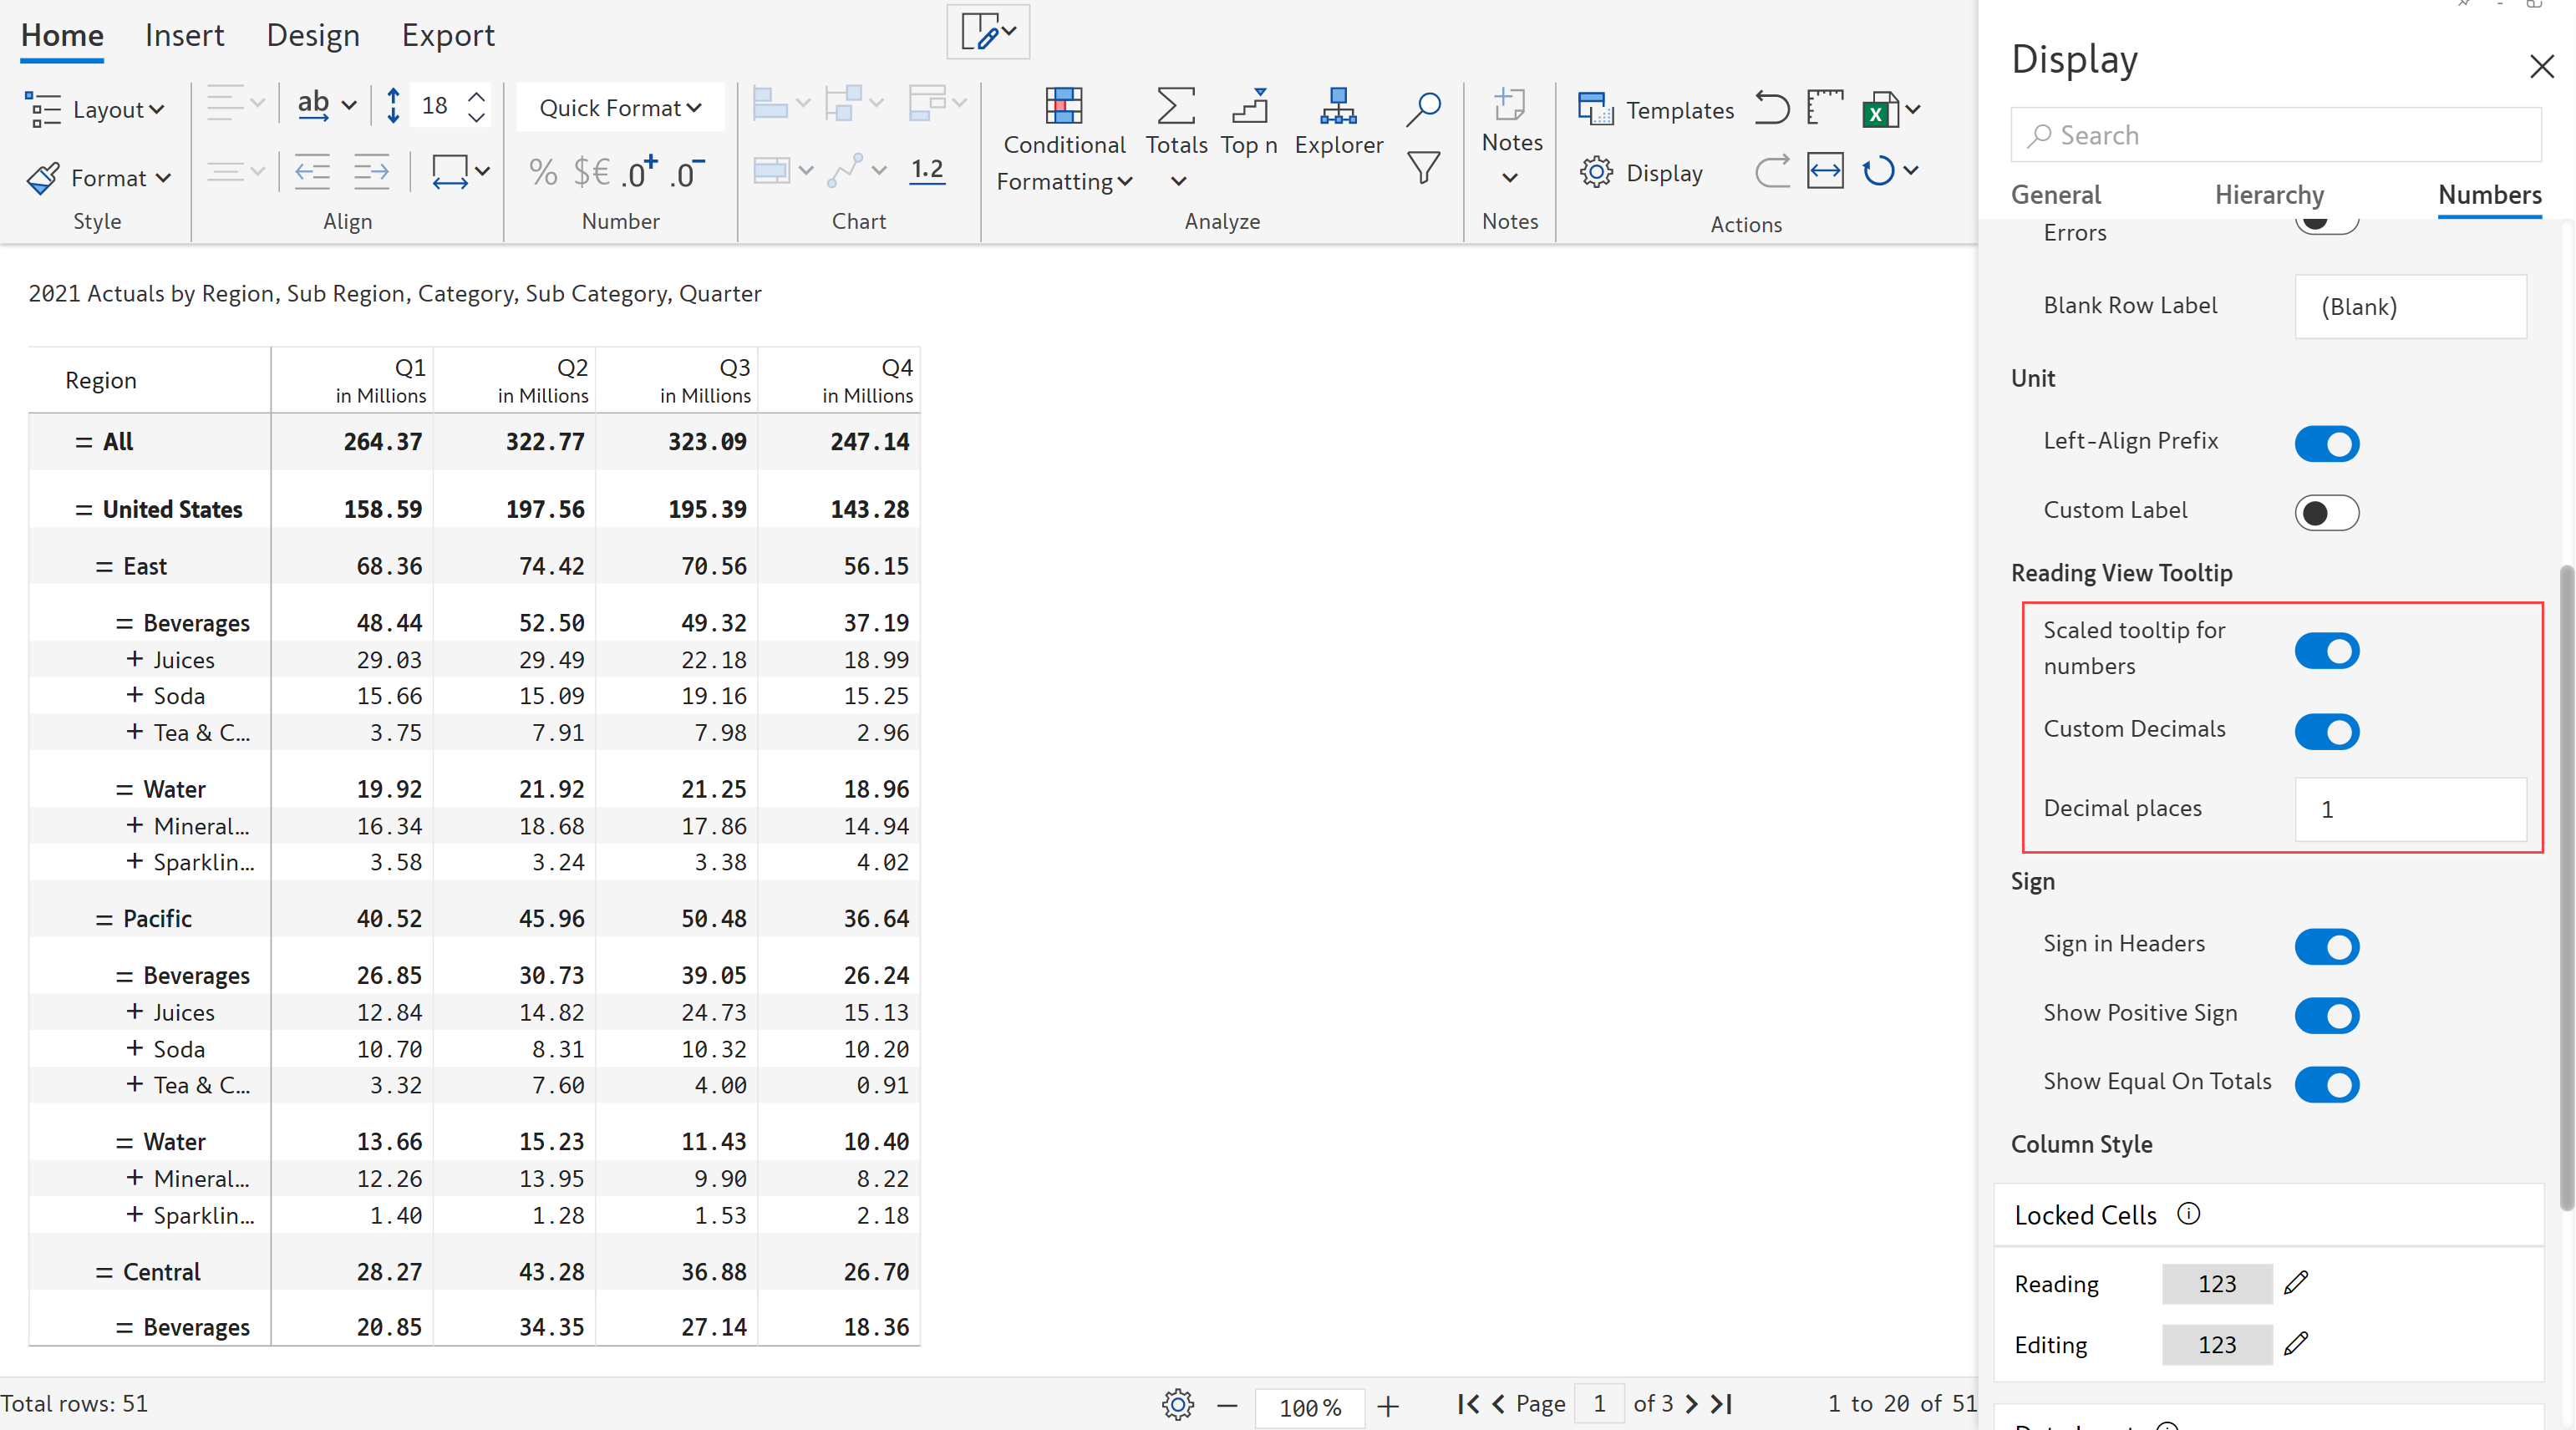 Home Insert Design Export
Layout
ab
18
Quick Format
Format
% $€ .0+ .0-
1.2
Conditional
Formatting
Totals
Top n
Explorer
Notes
Templates
X
Display
Style
Align
Number
Chart
Analyze
Notes
Actions
2021 Actuals by Region, Sub Region, Category, Sub Category, Quarter
Region Q1 Q2 Q3 Q4
in Millions in Millions in Millions in Millions
= All 264.37 322.77 323.09 247.14
= United States 158.59 197.56 195.39 143.28
= East 68.36 74.42 70.56 56.15
= Beverages 48.44 52.50 49.32 37.19
+ Juices 29.03 29.49 22.18 18.99
+ Soda 15.66 15.09 19.16 15.25
+ Tea & C... 3.75 7.91 7.98 2.96
= Water 19.92 21.92 21.25 18.96
+ Mineral... 16.34 18.68 17.86 14.94
+ Sparklin... 3.58 3.24 3.38 4.02
= Pacific 40.52 45.96 50.48 36.64
= Beverages 26.85 30.73 39.05 26.24
+ Juices 12.84 14.82 24.73 15.13
+ Soda 10.70 8.31 10.32 10.20
+ Tea & C... 3.32 7.60 4.00 0.91
= Water 13.66 15.23 11.43 10.40
+ Mineral... 12.26 13.95 9.90 8.22
+ Sparklin... 1.40 1.28 1.53 2.18
= Central 28.27 43.28 36.88 26.70
= Beverages 20.85 34.35 27.14 18.36
Total rows: 51
100 %
Page 1 of 3
1 to 20 of 51
Display
Search
General Hierarchy Numbers
Errors
Blank Row Label (Blank)
Unit
Left-Align Prefix
Custom Label
Reading View Tooltip
Scaled tooltip for
numbers
Custom Decimals
Decimal places 1
Sign
Sign in Headers
Show Positive Sign
Show Equal On Totals
Column Style
Locked Cells
Reading 123
Editing 123